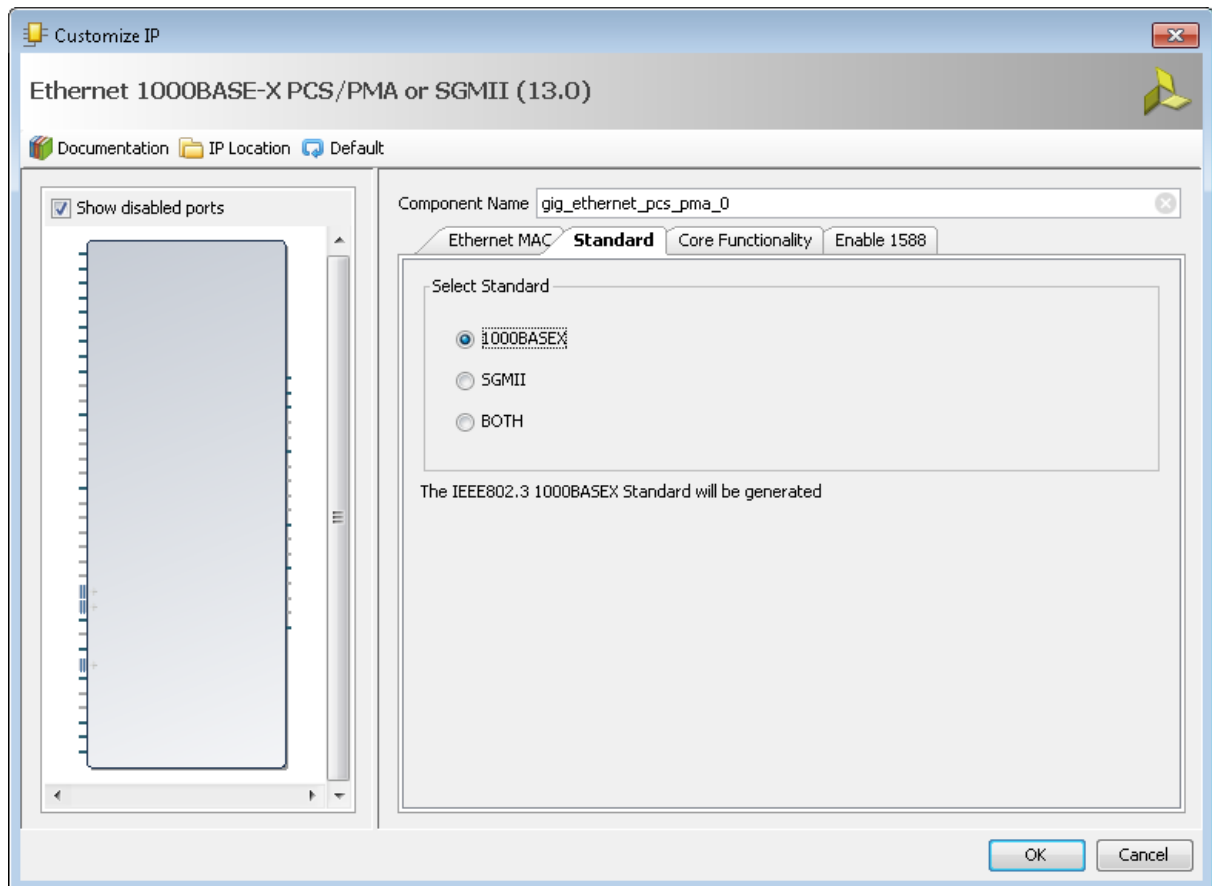 Customize IP
Ethernet 1000BASE-X PCS/PMA or SGMII (13.0)
Documentation IP Location Default
Show disabled ports
Component Name gig_ethernet_pcs_pma_0
Ethernet MAC Standard Core Functionality Enable 1588
Select Standard
1000BASEX
SGMII
BOTH
The IEEE802.3 1000BASEX Standard will be generated
OK Cancel